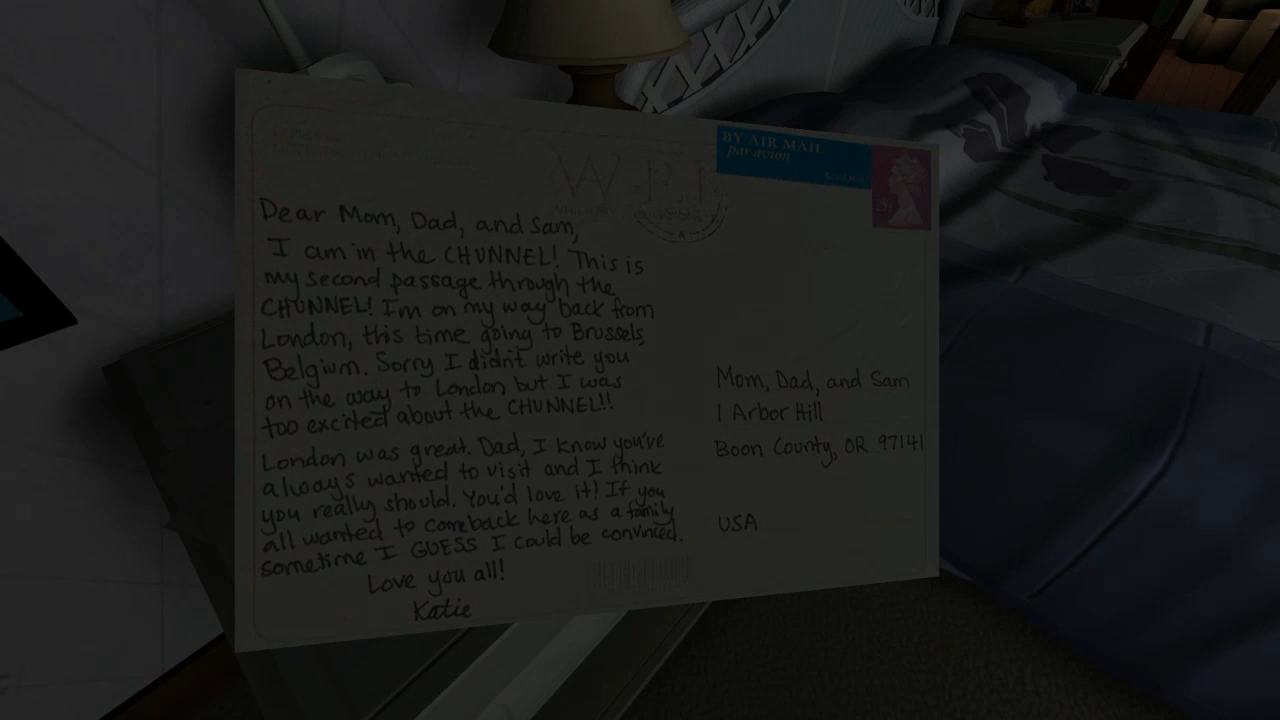 BY AIR MAIL
par avion
Royal Mail
Dear Mom, Dad, and Sam,
I am in the CHUNNEL! This is
my second passage through the
CHUNNEL! I'm on my way back from
London, this time going to Brussels,
Belgium. Sorry I didn't write you
on the way to London but I was
too excited about the CHUNNEL!!
London was great. Dad, I know you've
always wanted to visit and I think
you really should. You'd love it! If you
all wanted to comeback here as a family
sometime I GUESS I could be convinced.
Love you all!
Katie
Mom, Dad, and Sam
1 Arbor Hill
Boon County, OR 97141
USA